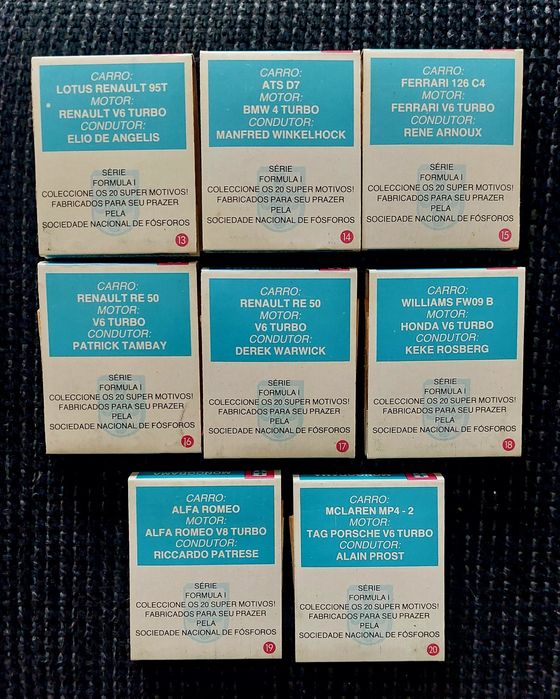 CARRO:
LOTUS RENAULT 95T
MOTOR:
RENAULT V6 TURBO
CONDUTOR:
ELIO DE ANGELIS
SÉRIE
FORMULA I
COLECCIONE OS 20 SUPER MOTIVOS!
FABRICADOS PARA SEU PRAZER
PELA
SOCIEDADE NACIONAL DE FÓSFOROS
13
CARRO:
ATS D7
MOTOR:
BMW 4 TURBO
CONDUTOR:
MANFRED WINKELHOCK
SÉRIE
FORMULA I
COLECCIONE OS 20 SUPER MOTIVOS!
FABRICADOS PARA SEU PRAZER
PELA
SOCIEDADE NACIONAL DE FÓSFOROS
14
CARRO:
FERRARI 126 C4
MOTOR:
FERRARI V6 TURBO
CONDUTOR:
RENE ARNOUX
SÉRIE
FORMULA I
COLECCIONE OS 20 SUPER MOTIVOS!
FABRICADOS PARA SEU PRAZER
PELA
SOCIEDADE NACIONAL DE FÓSFOROS
15
CARRO:
RENAULT RE 50
MOTOR:
V6 TURBO
CONDUTOR:
PATRICK TAMBAY
SÉRIE
FORMULA I
COLECCIONE OS 20 SUPER MOTIVOS!
FABRICADOS PARA SEU PRAZER
PELA
SOCIEDADE NACIONAL DE FÓSFOROS
16
CARRO:
RENAULT RE 50
MOTOR:
V6 TURBO
CONDUTOR:
DEREK WARWICK
SÉRIE
FORMULA I
COLECCIONE OS 20 SUPER MOTIVOS!
FABRICADOS PARA SEU PRAZER
PELA
SOCIEDADE NACIONAL DE FÓSFOROS
17
CARRO:
WILLIAMS FW09 B
MOTOR:
HONDA V6 TURBO
CONDUTOR:
KEKE ROSBERG
SÉRIE
FORMULA I
COLECCIONE OS 20 SUPER MOTIVOS!
FABRICADOS PARA SEU PRAZER
PELA
SOCIEDADE NACIONAL DE FÓSFOROS
18
CARRO:
ALFA ROMEO
MOTOR:
ALFA ROMEO V8 TURBO
CONDUTOR:
RICCARDO PATRESE
SÉRIE
FORMULA I
COLECCIONE OS 20 SUPER MOTIVOS!
FABRICADOS PARA SEU PRAZER
PELA
SOCIEDADE NACIONAL DE FÓSFOROS
19
CARRO:
MCLAREN MP4 - 2
MOTOR:
TAG PORSCHE V6 TURBO
CONDUTOR:
ALAIN PROST
SÉRIE
FORMULA I
COLECCIONE OS 20 SUPER MOTIVOS!
FABRICADOS PARA SEU PRAZER
PELA
SOCIEDADE NACIONAL DE FÓSFOROS
20